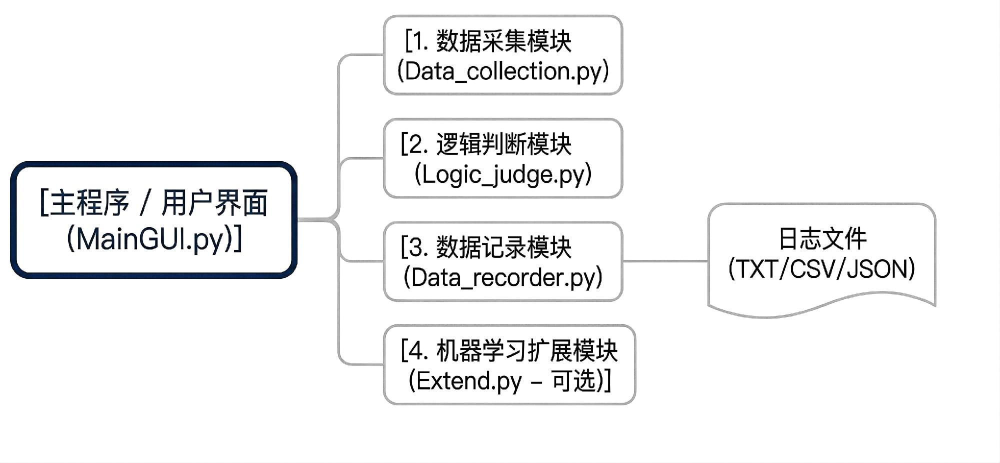 [主程序 / 用户界面
(MainGUI.py)]
[1. 数据采集模块
(Data_collection.py)
[2. 逻辑判断模块
(Logic_judge.py)
[3. 数据记录模块
(Data_recorder.py)
日志文件
(TXT/CSV/JSON)
[4. 机器学习扩展模块
(Extend.py – 可选)]